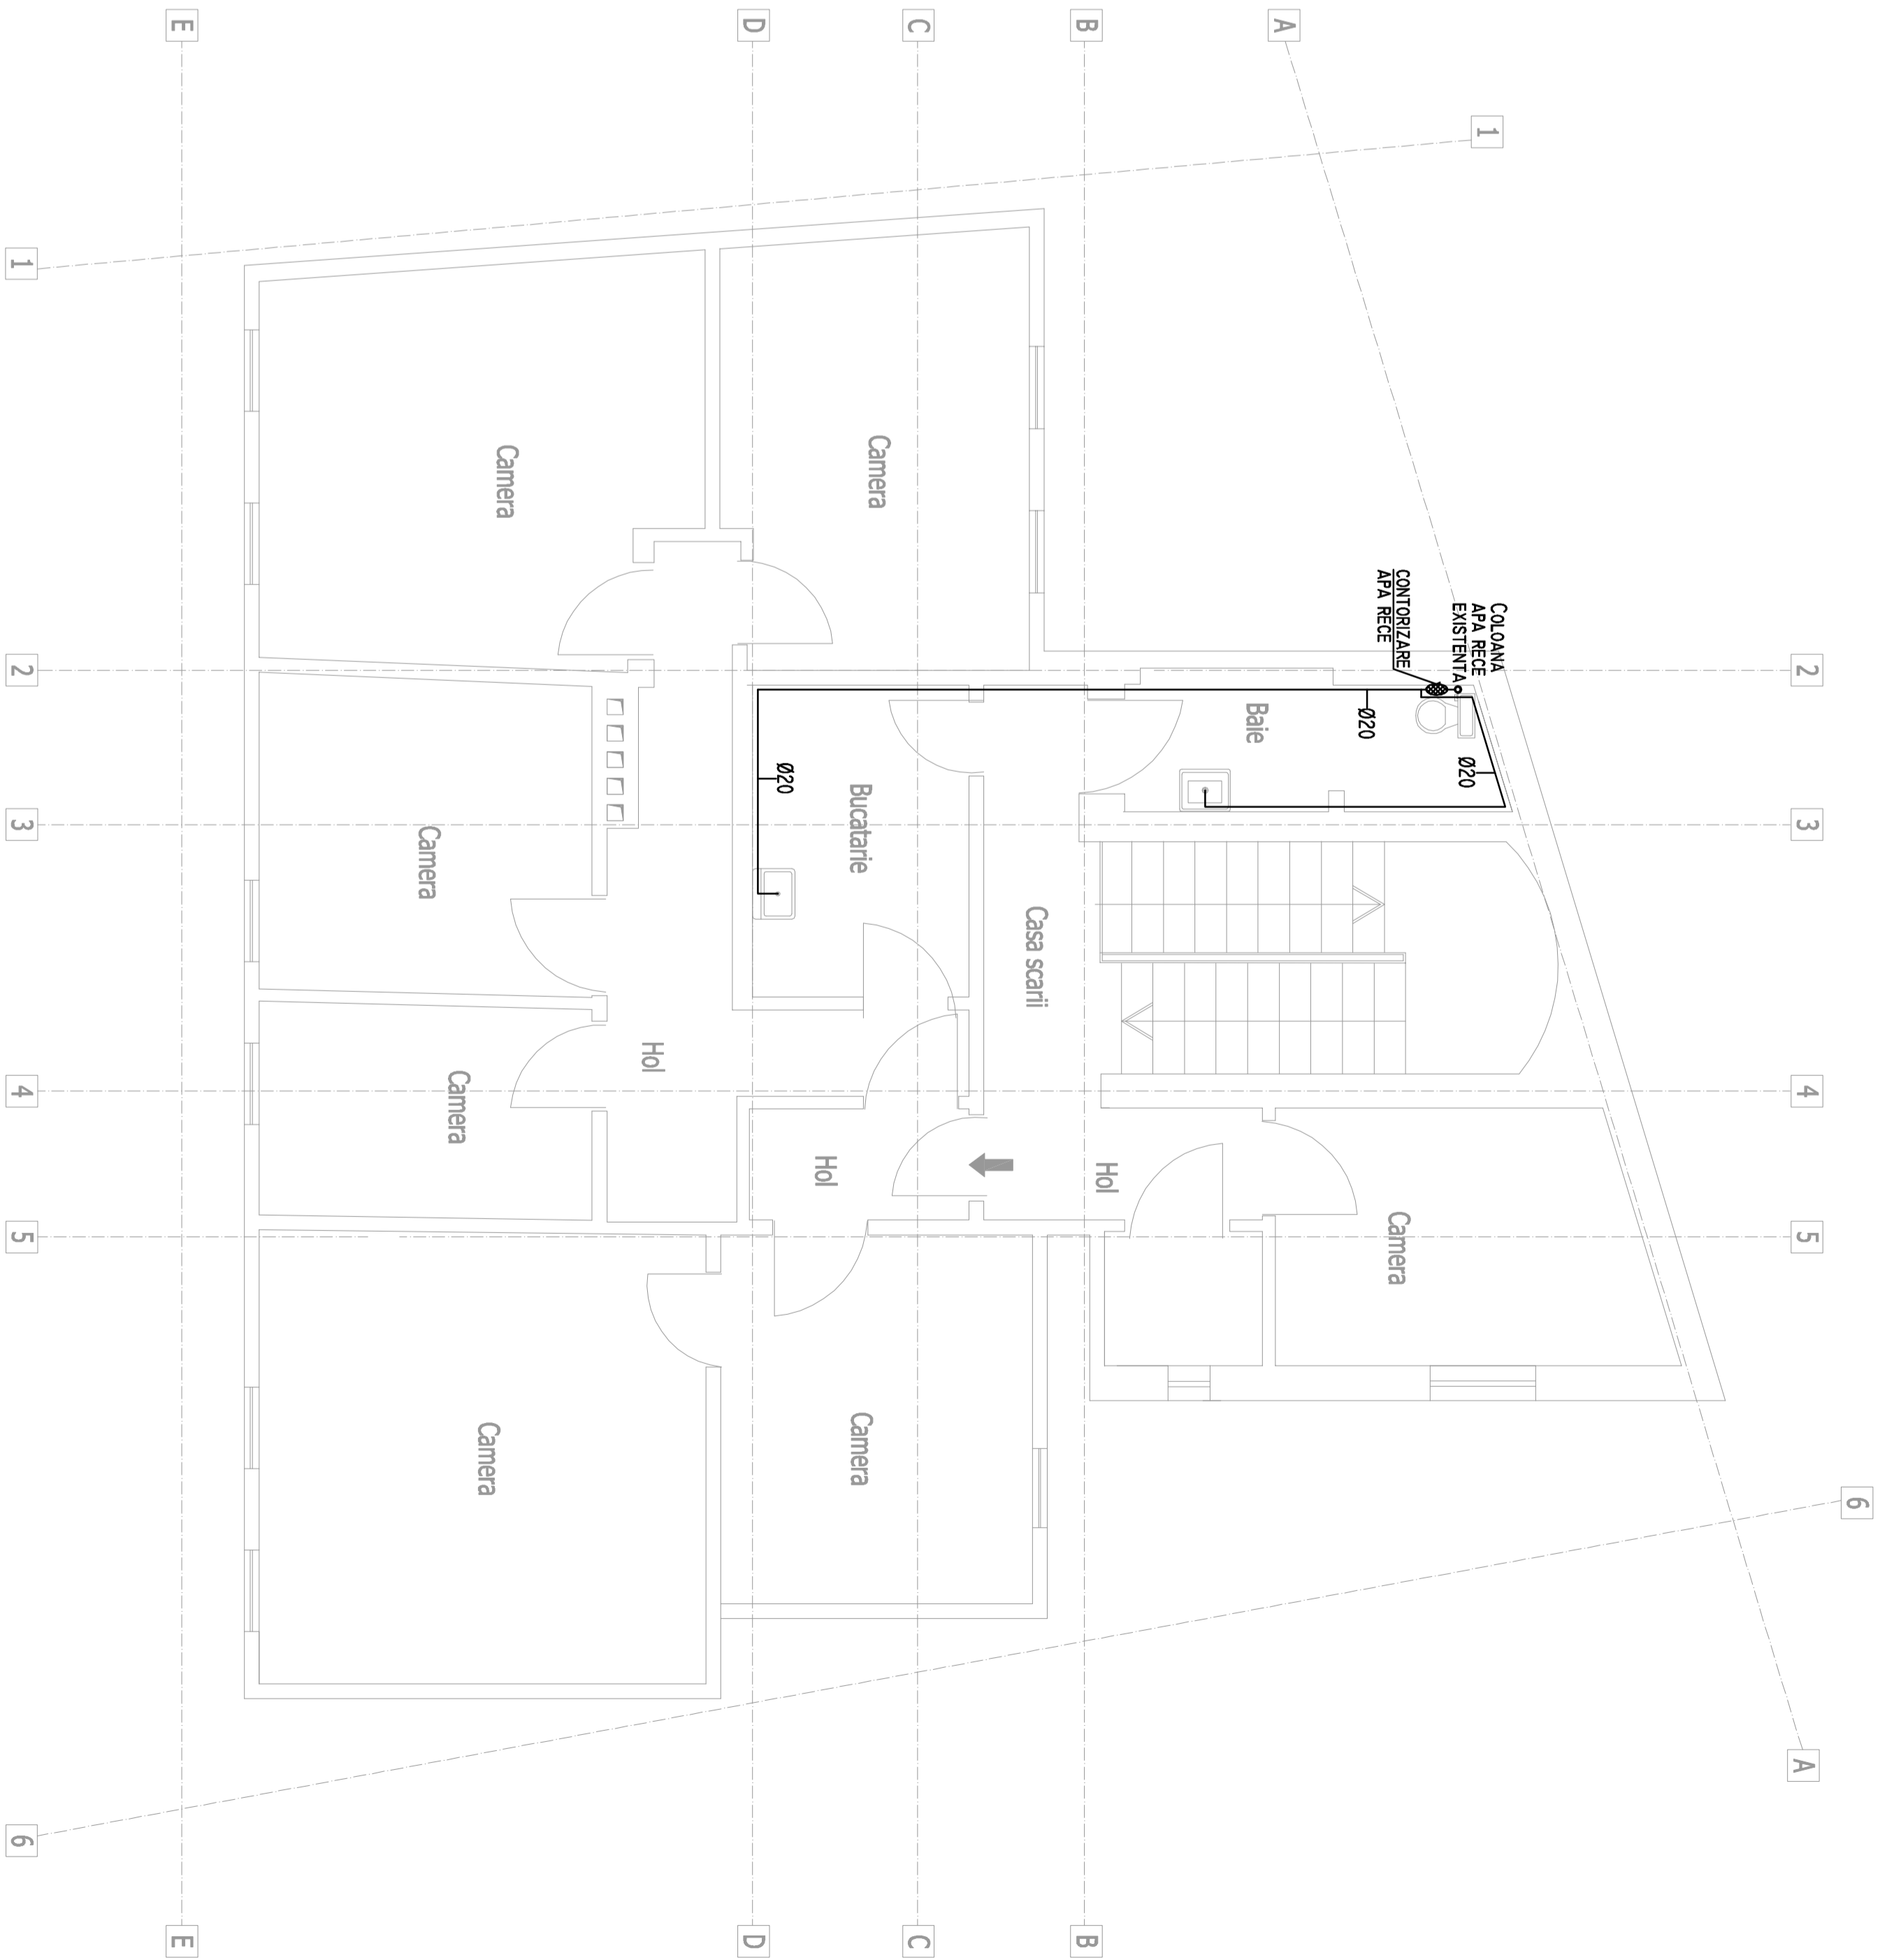 E
D
C
B
A
1
1
Camera
Camera
COLOANA
APA RECE
EXISTENTA
CONTORIZARE
APA RECE
2
2
Baie
Ø20
Ø20
Ø20
Bucatarie
3
3
Camera
Casa scarii
Hol
Camera
4
4
Hol
Hol
5
5
Camera
Camera
Camera
6
6
A
E
D
C
B